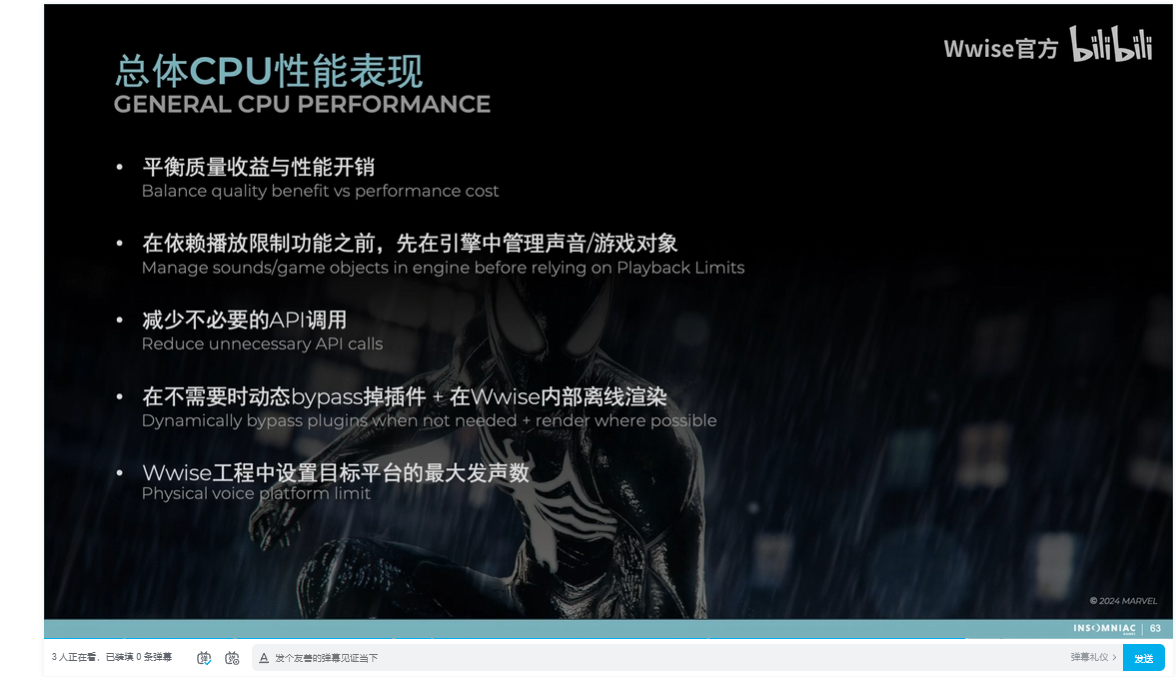 Wwise官方 bilibili
总体CPU性能表现
GENERAL CPU PERFORMANCE
• 平衡质量收益与性能开销
Balance quality benefit vs performance cost
• 在依赖播放限制功能之前，先在引擎中管理声音/游戏对象
Manage sounds/game objects in engine before relying on Playback Limits
• 减少不必要的API调用
Reduce unnecessary API calls
• 在不需要时动态bypass掉插件 + 在Wwise内部离线渲染
Dynamically bypass plugins when not needed + render where possible
• Wwise工程中设置目标平台的最大发声数
Physical voice platform limit
© 2024 MARVEL
INSOMNIAC GAMES | 63
3 人正在看，已装填 0 条弹幕 弹 弹 A 发个友善的弹幕见证当下 弹幕礼仪 > 发送